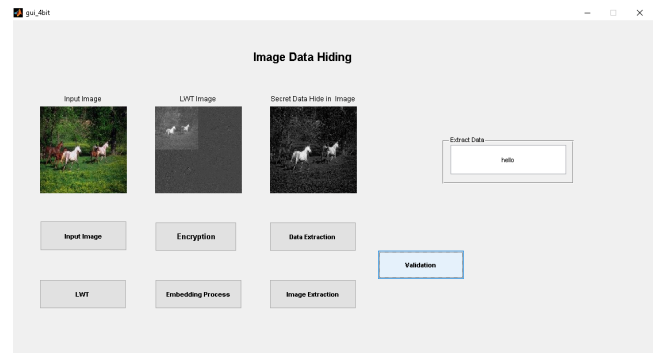 gui_4bit
Image Data Hiding
Input Image
LWT Image
Secret Data Hide in Image
Extract Data
hello
Input Image
Encryption
Data Extraction
Validation
LWT
Embedding Process
Image Extraction